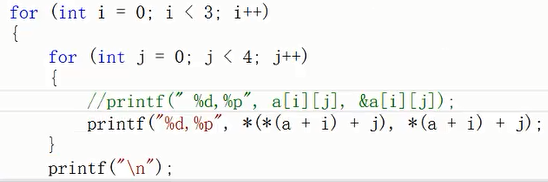 for (int i = 0; i < 3; i++)
{
    for (int j = 0; j < 4; j++)
    {
        //printf(" %d,%p", a[i][j], &a[i][j]);
        printf("%d,%p", *(*(a + i) + j), *(a + i) + j);
    }
    printf("\n");